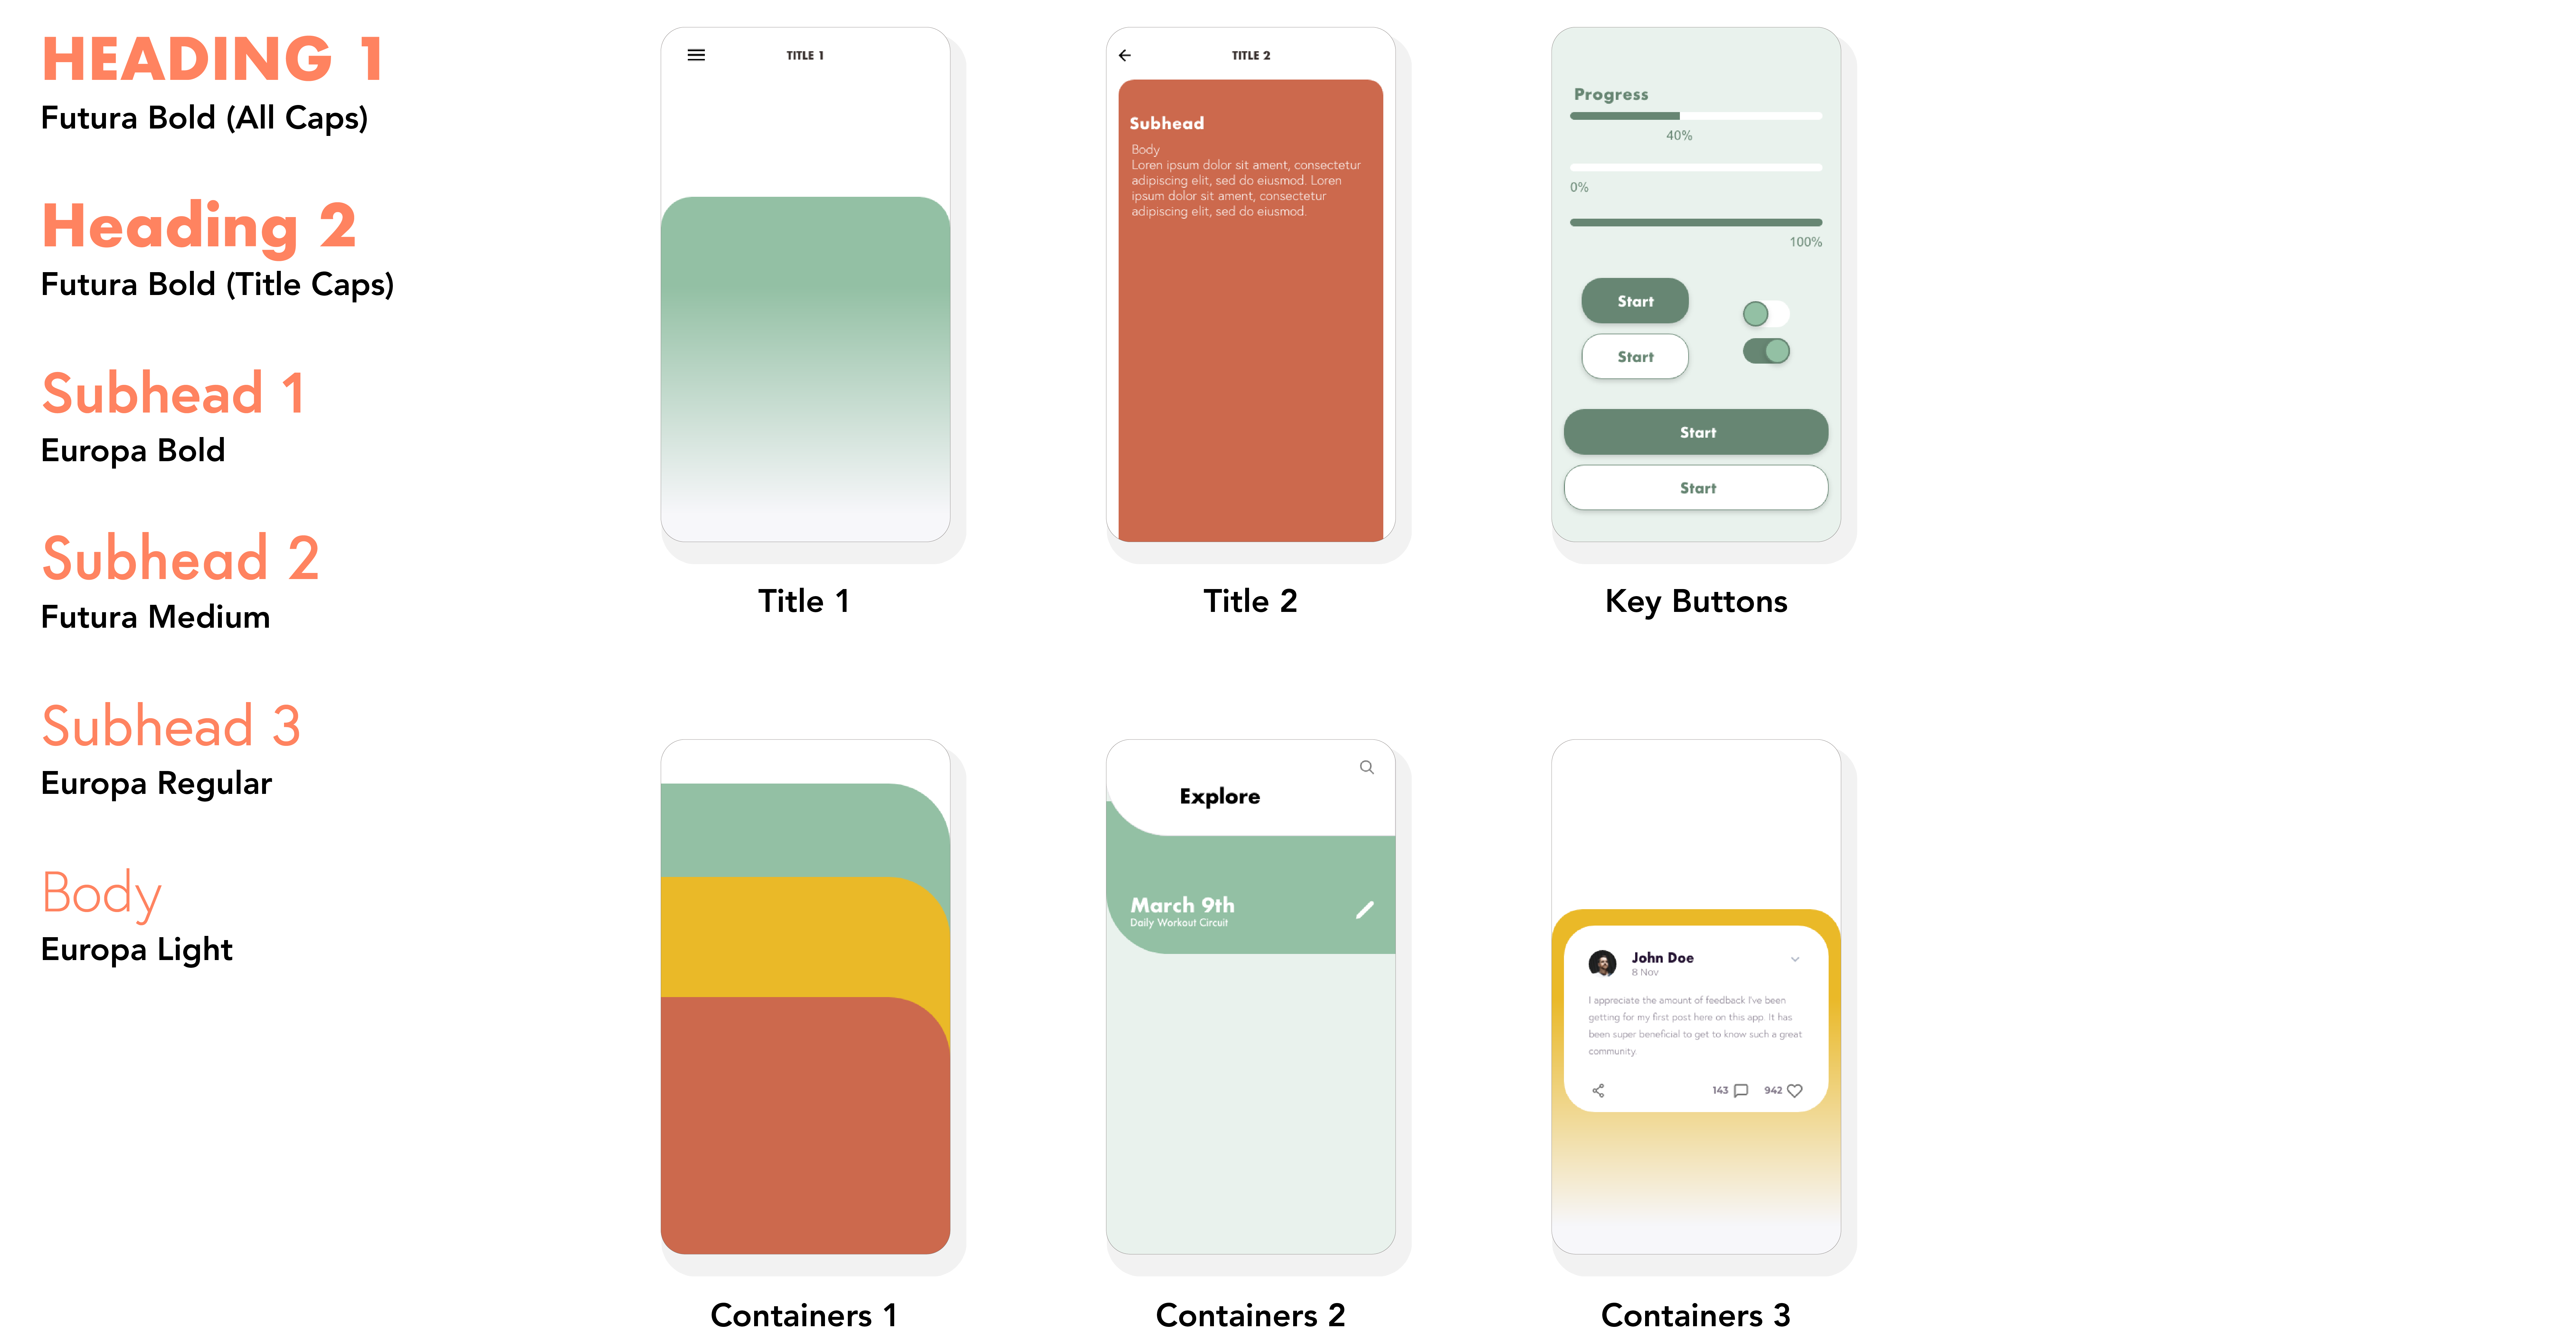 HEADING 1
Futura Bold (All Caps)
Heading 2
Futura Bold (Title Caps)
Subhead 1
Europa Bold
Subhead 2
Futura Medium
Subhead 3
Europa Regular
Body
Europa Light
TITLE 1
Title 1
TITLE 2
Subhead
Body
Loren ipsum dolor sit ament, consectetur
adipiscing elit, sed do eiusmod. Loren
ipsum dolor sit ament, consectetur
adipiscing elit, sed do eiusmod.
Title 2
Progress
40%
0%
100%
Start
Start
Start
Start
Key Buttons
Containers 1
Explore
March 9th
Daily Workout Circuit
Containers 2
John Doe
8 Nov
I appreciate the amount of feedback I've been
getting for my first post here on this app. It has
been super beneficial to get to know such a great
community.
143
942
Containers 3